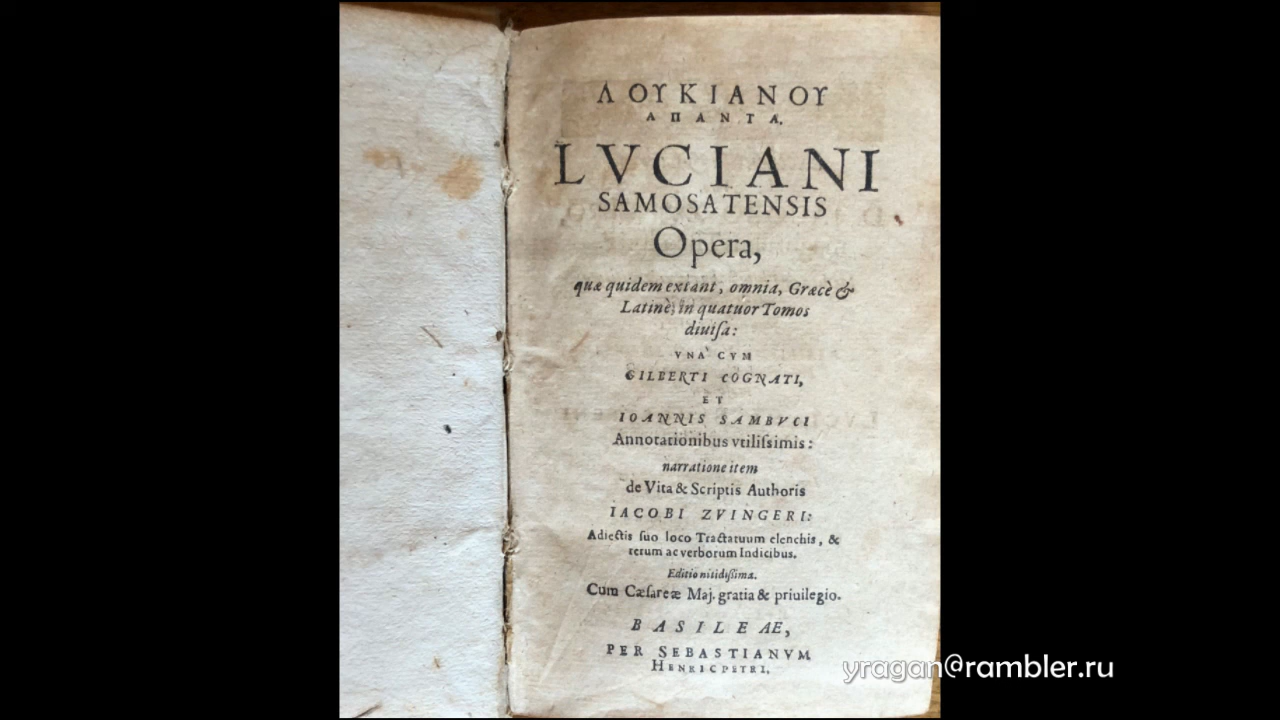 ΛΟΥΚΙΑΝΟΥ
ΑΠΑΝΤΑ.
LVCIANI
SAMOSATENSIS
Opera,
quæ quidem extant, omnia, Græcè &
Latinè, in quatuor Tomos
diuiſa:
VNA CVM
GILBERTI COGNATI,
ET
IOANNIS SAMBVCI
Annotationibus vtiliſsimis:
narratione item
de Vita & Scriptis Authoris
IACOBI ZVINGERI:
Adiectis ſuo loco Tractatuum elenchis, &
rerum ac verborum Indicibus.
Editio nitidiſsima.
Cum Cæſareæ Maj. gratia & priuilegio.
BASILEÆ,
PER SEBASTIANVM
HENRICPETRI.
yragan@rambler.ru